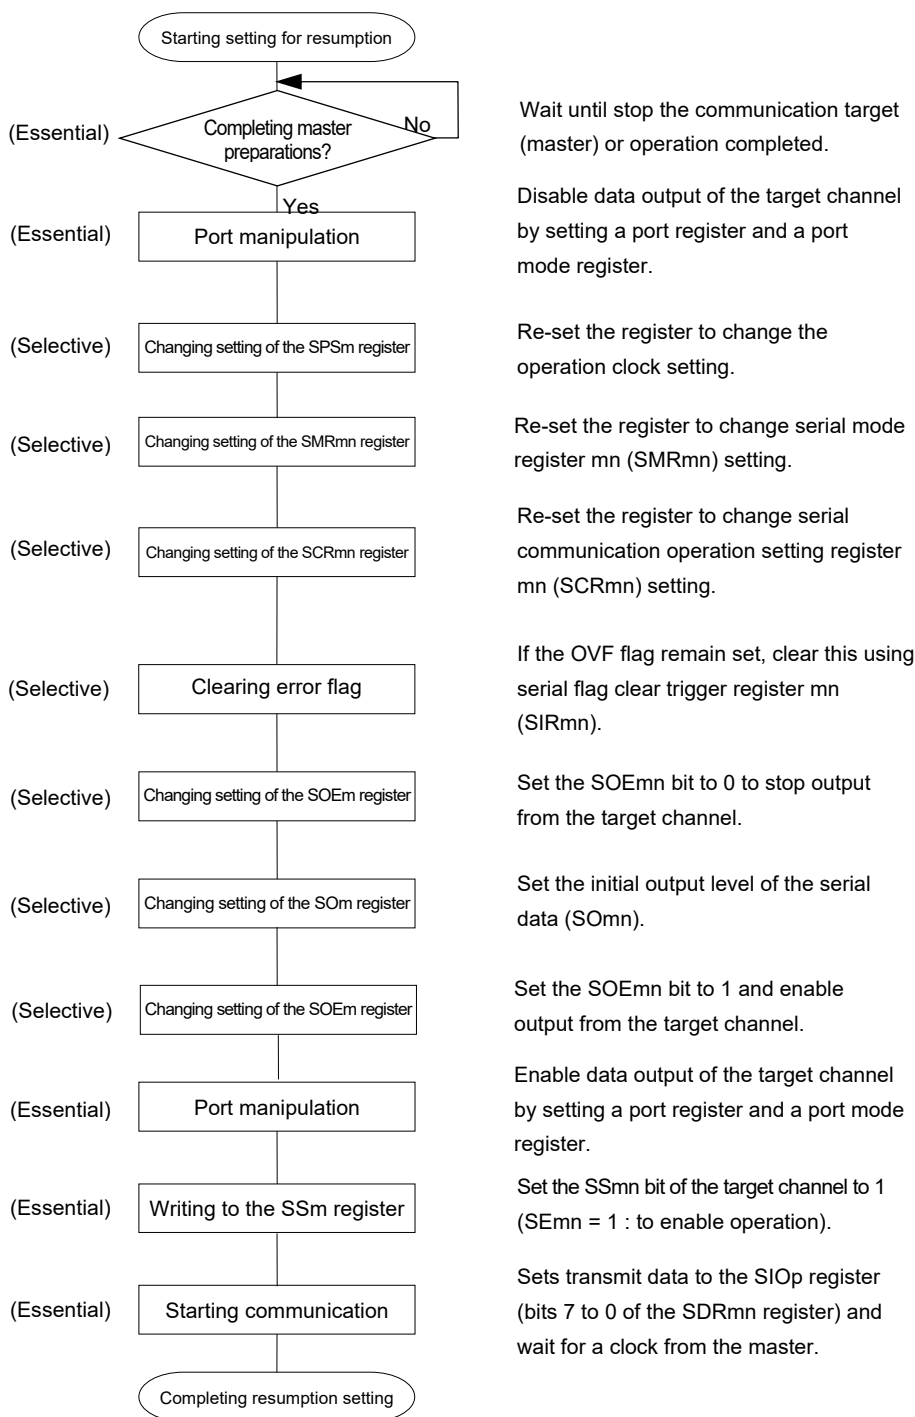 Starting setting for resumption
(Essential)
Completing master
preparations?
No
Wait until stop the communication target
(master) or operation completed.
Yes
(Essential)
Port manipulation
Disable data output of the target channel
by setting a port register and a port
mode register.
(Selective)
Changing setting of the SPSm register
Re-set the register to change the
operation clock setting.
(Selective)
Changing setting of the SMRmn register
Re-set the register to change serial mode
register mn (SMRmn) setting.
(Selective)
Changing setting of the SCRmn register
Re-set the register to change serial
communication operation setting register
mn (SCRmn) setting.
(Selective)
Clearing error flag
If the OVF flag remain set, clear this using
serial flag clear trigger register mn
(SIRmn).
(Selective)
Changing setting of the SOEm register
Set the SOEmn bit to 0 to stop output
from the target channel.
(Selective)
Changing setting of the SOm register
Set the initial output level of the serial
data (SOmn).
(Selective)
Changing setting of the SOEm register
Set the SOEmn bit to 1 and enable
output from the target channel.
(Essential)
Port manipulation
Enable data output of the target channel
by setting a port register and a port mode
register.
(Essential)
Writing to the SSm register
Set the SSmn bit of the target channel to 1
(SEmn = 1 : to enable operation).
(Essential)
Starting communication
Sets transmit data to the SIOp register
(bits 7 to 0 of the SDRmn register) and
wait for a clock from the master.
Completing resumption setting